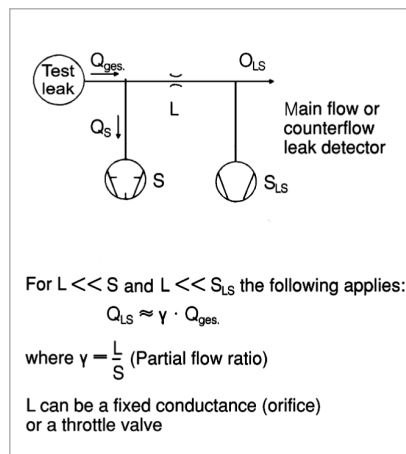 Test
leak
Qges.
OLS
L
QS
S
SLS
Main flow or
counterflow
leak detector
For L << S and L << SLS the following applies:
QLS ≈ γ · Qges.
where γ = L/S (Partial flow ratio)
L can be a fixed conductance (orifice)
or a throttle valve